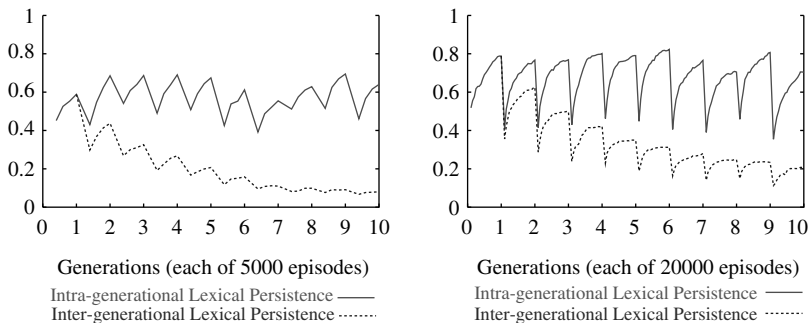 1
0.8
0.6
0.4
0.2
0
0 1 2 3 4 5 6 7 8 9 10
Generations (each of 5000 episodes)
Intra-generational Lexical Persistence
Inter-generational Lexical Persistence
1
0.8
0.6
0.4
0.2
0
0 1 2 3 4 5 6 7 8 9 10
Generations (each of 20000 episodes)
Intra-generational Lexical Persistence
Inter-generational Lexical Persistence